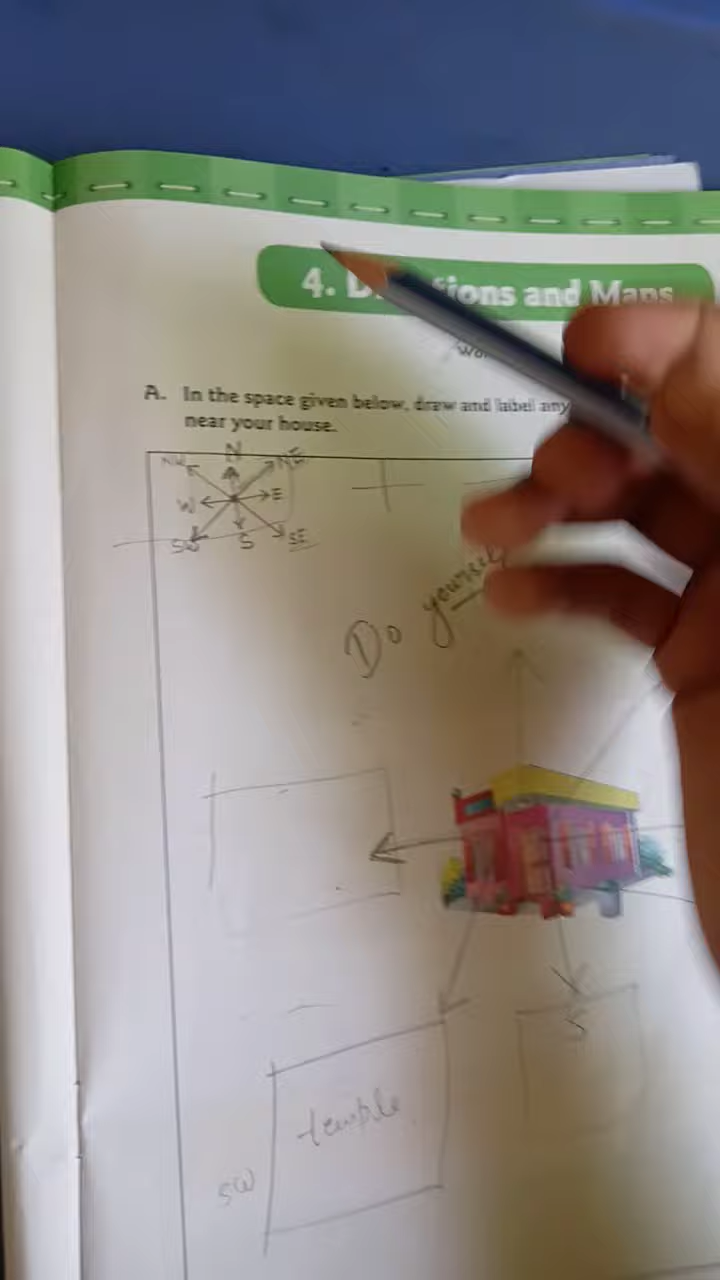 4. D tions and Maps
A. In the space given below, draw and label any
near your house.
NW N NE
W E
SW S SE
Do yourself
S
temple
SW